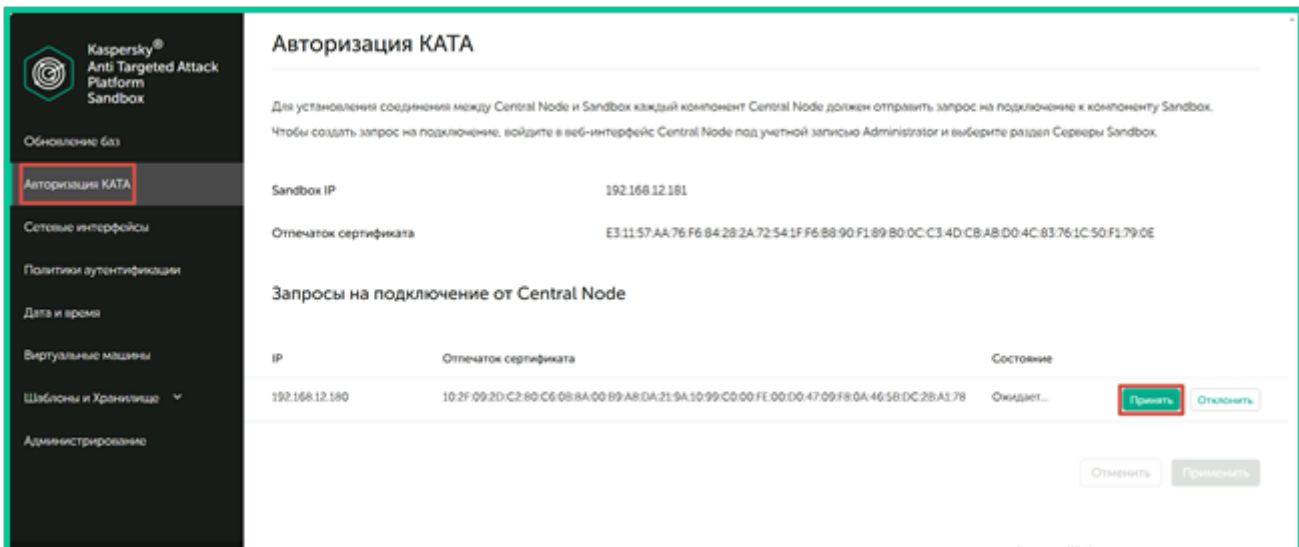 Kaspersky®
Anti Targeted Attack
Platform
Sandbox
Обновление баз
Авторизация KATA
Сетевые интерфейсы
Политики аутентификации
Дата и время
Виртуальные машины
Шаблоны и Хранилище
Администрирование
Авторизация KATA
Для установления соединения между Central Node и Sandbox каждый компонент Central Node должен отправить запрос на подключение к компоненту Sandbox.
Чтобы создать запрос на подключение, войдите в веб-интерфейс Central Node под учетной записью Administrator и выберите раздел Серверы Sandbox.
Sandbox IP 192.168.12.181
Отпечаток сертификата E3:11:57:AA:76:F6:84:28:2A:72:54:1F:F6:B8:90:F1:89:B0:0C:C3:4D:CB:AB:D0:4C:83:76:1C:50:F1:79:0E
Запросы на подключение от Central Node
IP Отпечаток сертификата Состояние
192.168.12.180 10:2F:09:2D:C2:80:C6:0B:8A:00:B9:A8:DA:21:9A:10:99:C0:00:FE:00:D0:47:09:F8:0A:46:5B:DC:2B:A1:78 Ожидает... Принять Отклонить
Отменить Применить